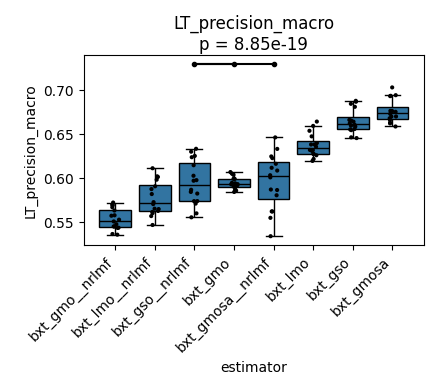 LT_precision_macro
p = 8.85e-19
LT_precision_macro
0.70
0.65
0.60
0.55
bxt_gmo__nrlmf
bxt_lmo__nrlmf
bxt_gso__nrlmf
bxt_gmo
bxt_gmosa__nrlmf
bxt_lmo
bxt_gso
bxt_gmosa
estimator